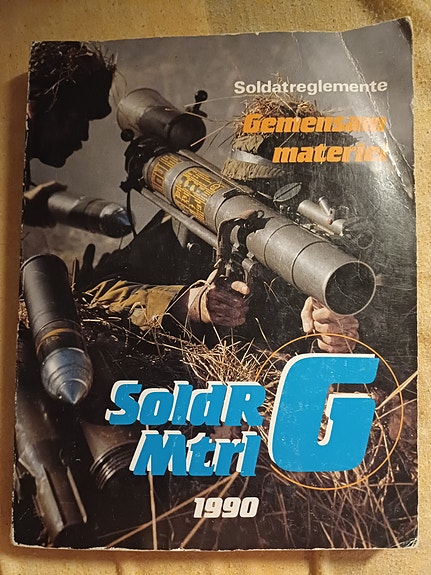 Soldatreglemente
Gemensam
materiel
SoldR
Mtrl
G
1990